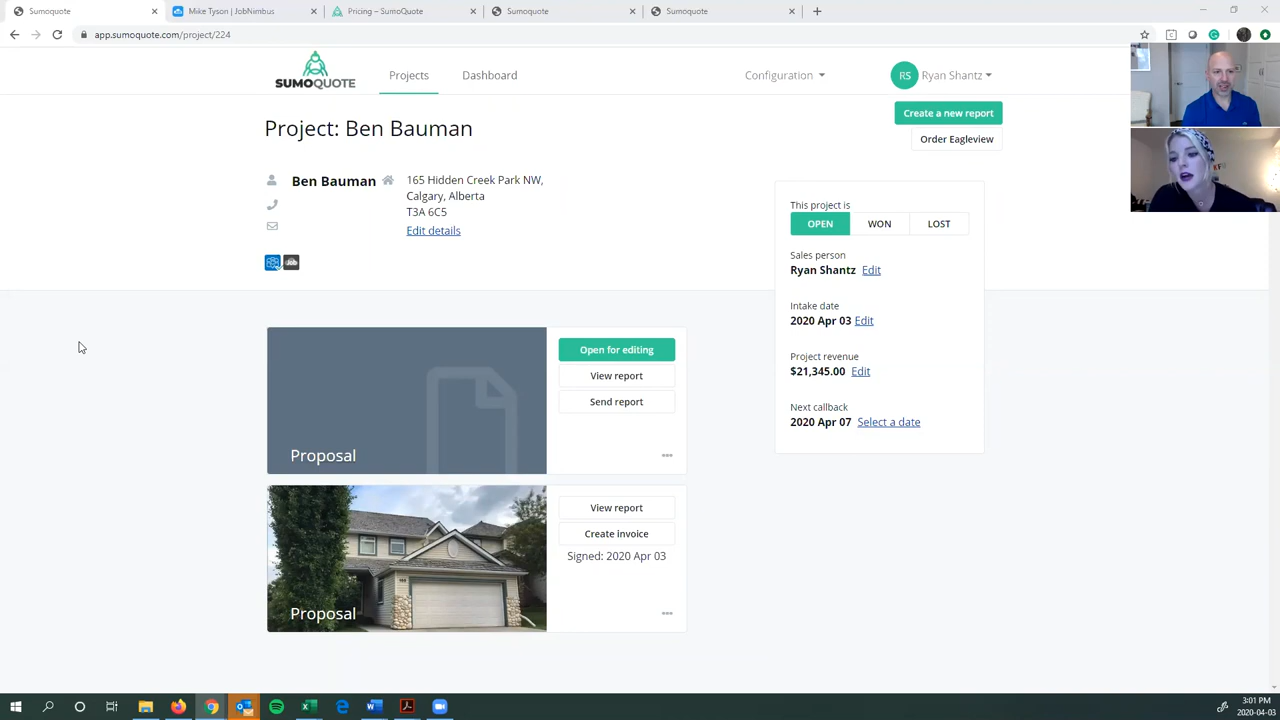 Sumoquote
Mike Tyson | JobNimbus
Pricing – SumoQuote
Sumoquote
Sumoquote
app.sumoquote.com/project/224
SUMOQUOTE
Projects
Dashboard
Configuration
RS
Ryan Shantz
Create a new report
Order Eagleview
Project: Ben Bauman
Ben Bauman
165 Hidden Creek Park NW,
Calgary, Alberta
T3A 6C5
Edit details
Job
This project is
OPEN
WON
LOST
Sales person
Ryan Shantz Edit
Intake date
2020 Apr 03 Edit
Project revenue
$21,345.00 Edit
Next callback
2020 Apr 07 Select a date
Open for editing
View report
Send report
Proposal
View report
Create invoice
Signed: 2020 Apr 03
Proposal
3:01 PM
2020-04-03